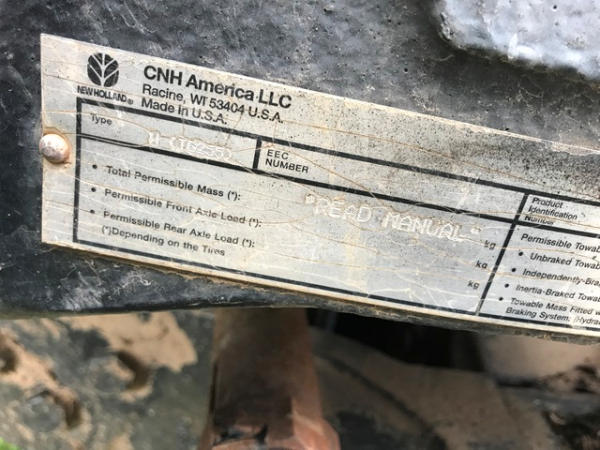 CNH America LLC
Racine, WI 53404 U.S.A.
NEW HOLLAND®
Made in U.S.A.
Type
EEC
NUMBER
Product
Identification
Number
• Total Permissible Mass (*):
• Permissible Front Axle Load (*):
• Permissible Rear Axle Load (*):
(*)Depending on the Tires
"READ MANUAL"
kg
kg
kg
Permissible Towab
• Unbraked Towab
• Independently-Bra
• Inertia-Braked Towab
• Towable Mass Fitted w
Braking System: (Hydra